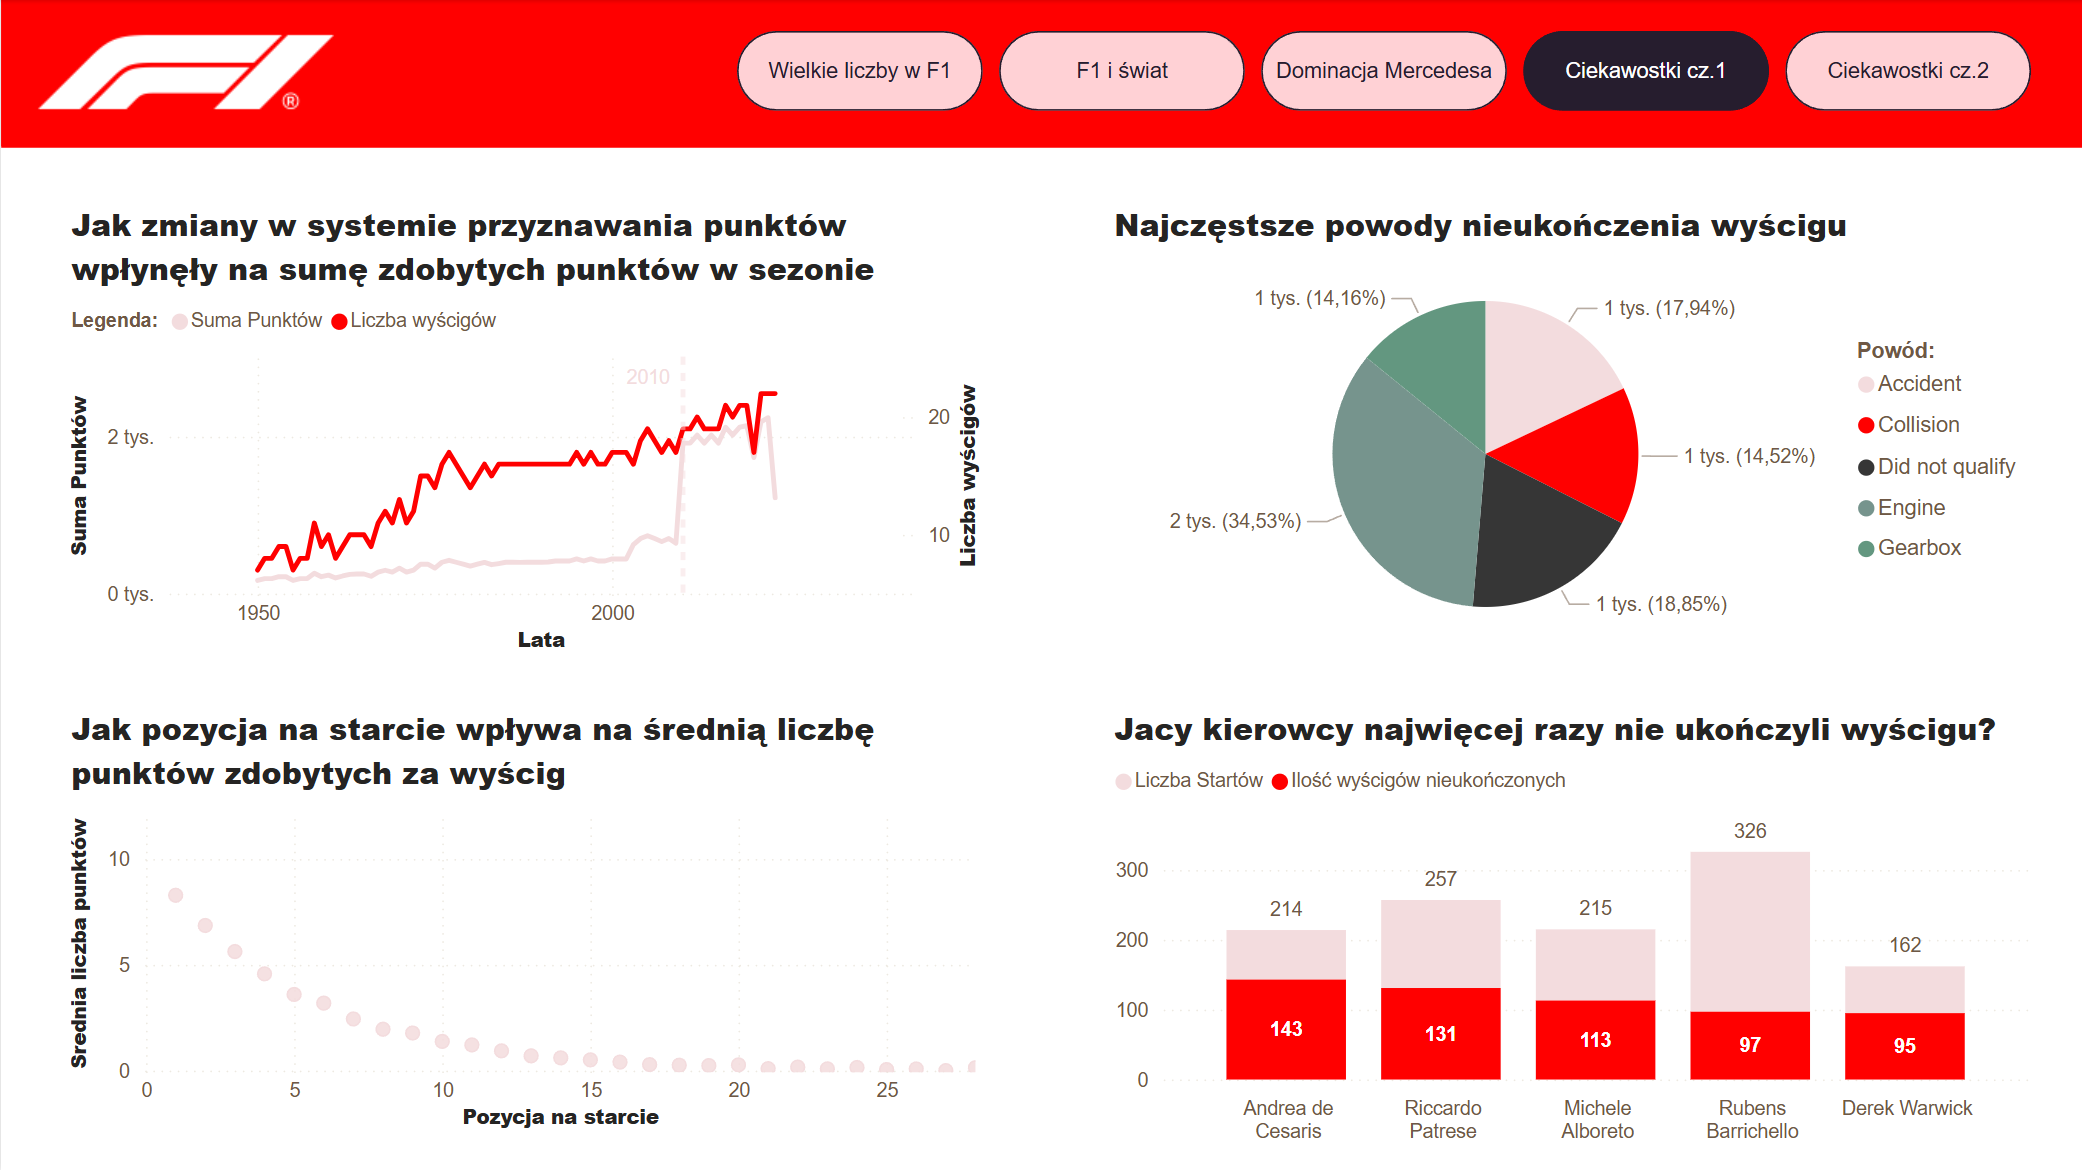 F1®
Wielkie liczby w F1
F1 i świat
Dominacja Mercedesa
Ciekawostki cz.1
Ciekawostki cz.2
Jak zmiany w systemie przyznawania punktów
wpłynęły na sumę zdobytych punktów w sezonie
Legenda: Suma Punktów Liczba wyścigów
2010
Suma Punktów
2 tys.
0 tys.
20
10
Liczba wyścigów
1950
2000
Lata
Najczęstsze powody nieukończenia wyścigu
1 tys. (14,16%)
1 tys. (17,94%)
1 tys. (14,52%)
2 tys. (34,53%)
1 tys. (18,85%)
Powód:
Accident
Collision
Did not qualify
Engine
Gearbox
Jak pozycja na starcie wpływa na średnią liczbę
punktów zdobytych za wyścig
Średnia liczba punktów
10
5
0
0 5 10 15 20 25
Pozycja na starcie
Jacy kierowcy najwięcej razy nie ukończyli wyścigu?
Liczba Startów Ilość wyścigów nieukończonych
300
200
100
0
214
257
215
326
162
143
131
113
97
95
Andrea de
Cesaris
Riccardo
Patrese
Michele
Alboreto
Rubens
Barrichello
Derek Warwick